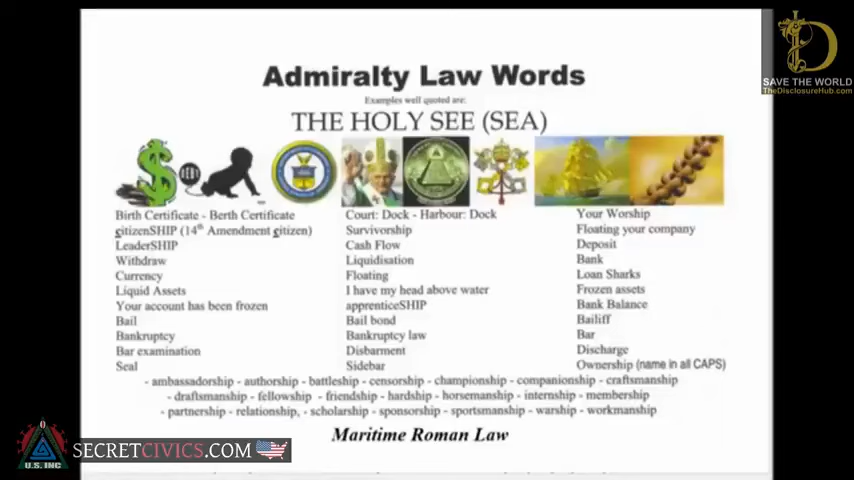 SAVE THE WORLD
TheDisclosureHub.com
Admiralty Law Words
Examples well quoted are:
THE HOLY SEE (SEA)
DEBT
Birth Certificate - Berth Certificate
citizenSHIP (14th Amendment citizen)
LeaderSHIP
Withdraw
Currency
Liquid Assets
Your account has been frozen
Bail
Bankruptcy
Bar examination
Seal
Court: Dock - Harbour: Dock
Survivorship
Cash Flow
Liquidisation
Floating
I have my head above water
apprenticeSHIP
Bail bond
Bankruptcy law
Disbarment
Sidebar
Your Worship
Floating your company
Deposit
Bank
Loan Sharks
Frozen assets
Bank Balance
Bailiff
Bar
Discharge
Ownership (name in all CAPS)
- ambassadorship - authorship - battleship - censorship - championship - companionship - craftsmanship
- draftsmanship - fellowship - friendship - hardship - horsemanship - internship - membership
- partnership - relationship, - scholarship - sponsorship - sportsmanship - warship - workmanship
Maritime Roman Law
U.S. INC
SECRETCIVICS.COM